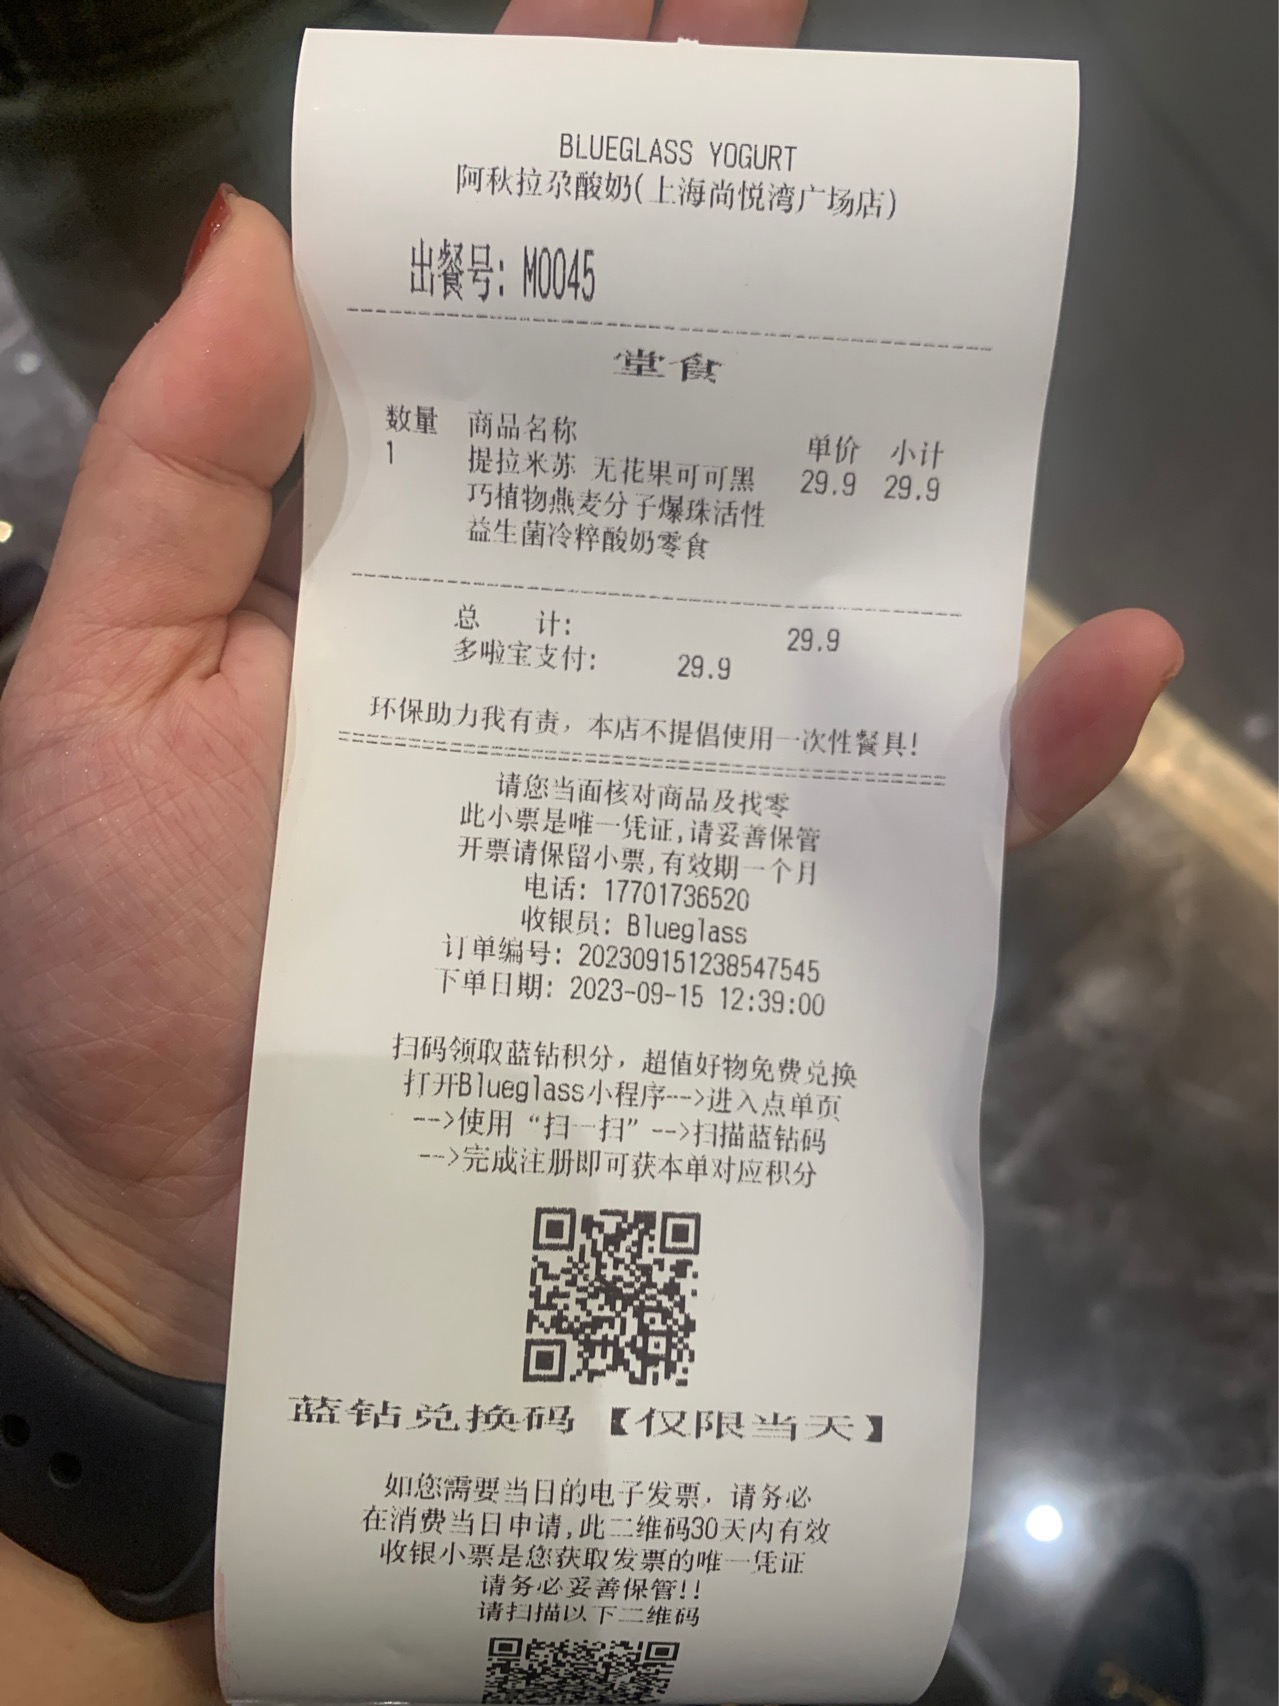 BLUEGLASS YOGURT
阿秋拉尕酸奶(上海尚悦湾广场店)
出餐号: M0045
堂食
数量 商品名称 单价 小计
1 提拉米苏 无花果可可黑 29.9 29.9
巧植物燕麦分子爆珠活性
益生菌冷粹酸奶零食
总 计: 29.9
多啦宝支付: 29.9
环保助力我有责，本店不提倡使用一次性餐具!
请您当面核对商品及找零
此小票是唯一凭证,请妥善保管
开票请保留小票,有效期一个月
电话: 17701736520
收银员: Blueglass
订单编号: 202309151238547545
下单日期: 2023-09-15 12:39:00
扫码领取蓝钻积分，超值好物免费兑换
打开Blueglass小程序-->进入点单页
-->使用“扫一扫”-->扫描蓝钻码
-->完成注册即可获本单对应积分
蓝钻兑换码【仅限当天】
如您需要当日的电子发票，请务必
在消费当日申请,此二维码30天内有效
收银小票是您获取发票的唯一凭证
请务必妥善保管!!
请扫描以下二维码